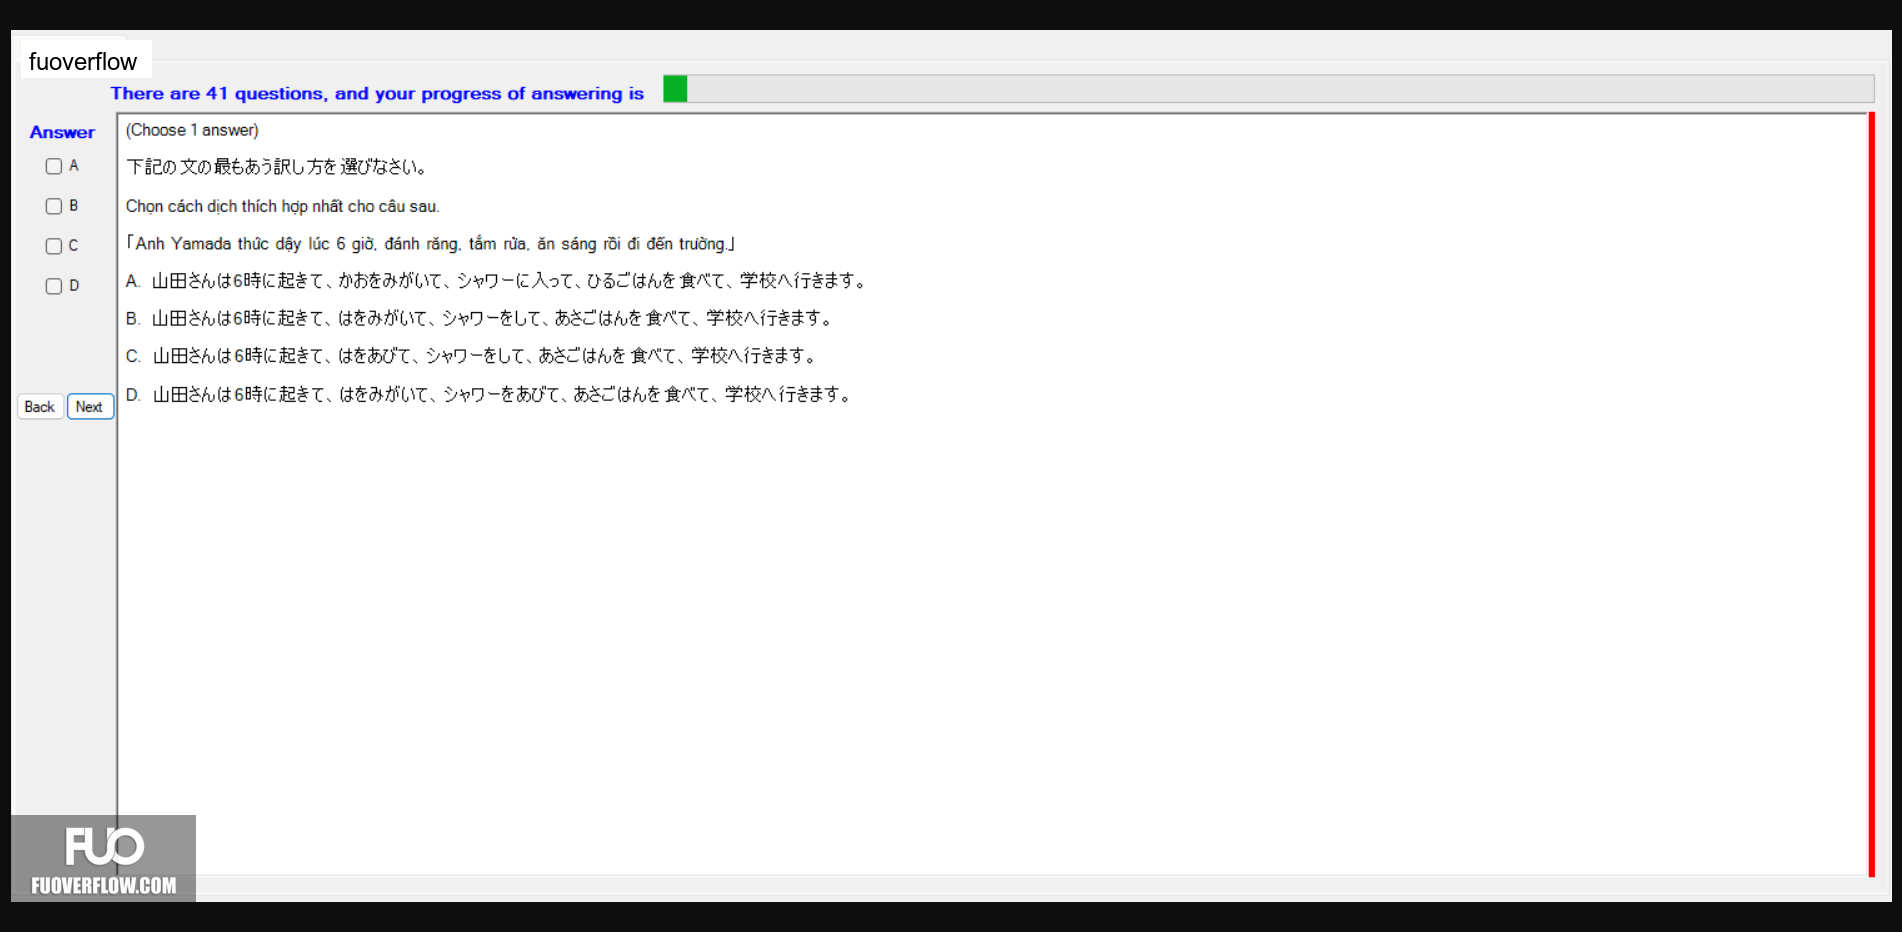 fuoverflow
There are 41 questions, and your progress of answering is
Answer
A
B
C
D
Back Next
(Choose 1 answer)
下記の文の最もあう訳し方を選びなさい。
Chọn cách dịch thích hợp nhất cho câu sau.
「Anh Yamada thức dậy lúc 6 giờ, đánh răng, tắm rửa, ăn sáng rồi đi đến trường.」
A. 山田さんは6時に起きて、かおをみがいて、シャワーに入って、ひるごはんを食べて、学校へ行きます。
B. 山田さんは6時に起きて、はをみがいて、シャワーをして、あさごはんを食べて、学校へ行きます。
C. 山田さんは6時に起きて、はをあびて、シャワーをして、あさごはんを食べて、学校へ行きます。
D. 山田さんは6時に起きて、はをみがいて、シャワーをあびて、あさごはんを食べて、学校へ行きます。
FUO
FUOVERFLOW.COM